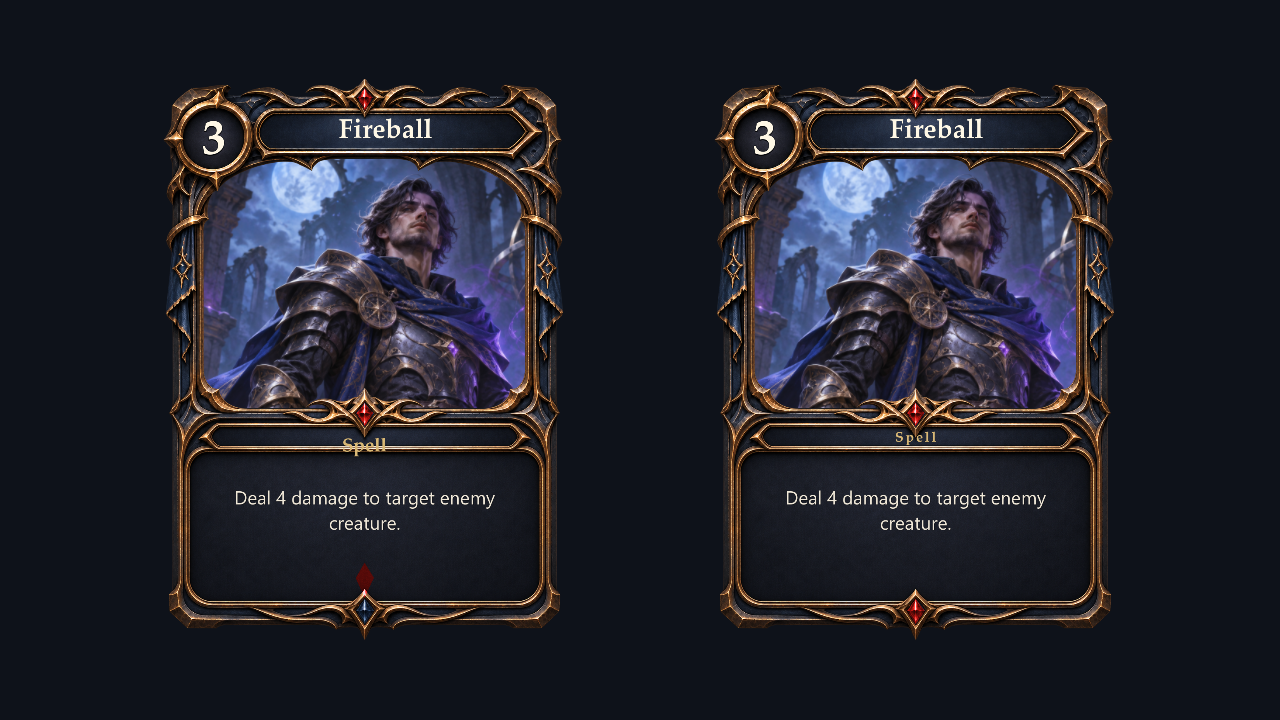 3
Fireball
Spell
Deal 4 damage to target enemy
creature.
3
Fireball
Spell
Deal 4 damage to target enemy
creature.